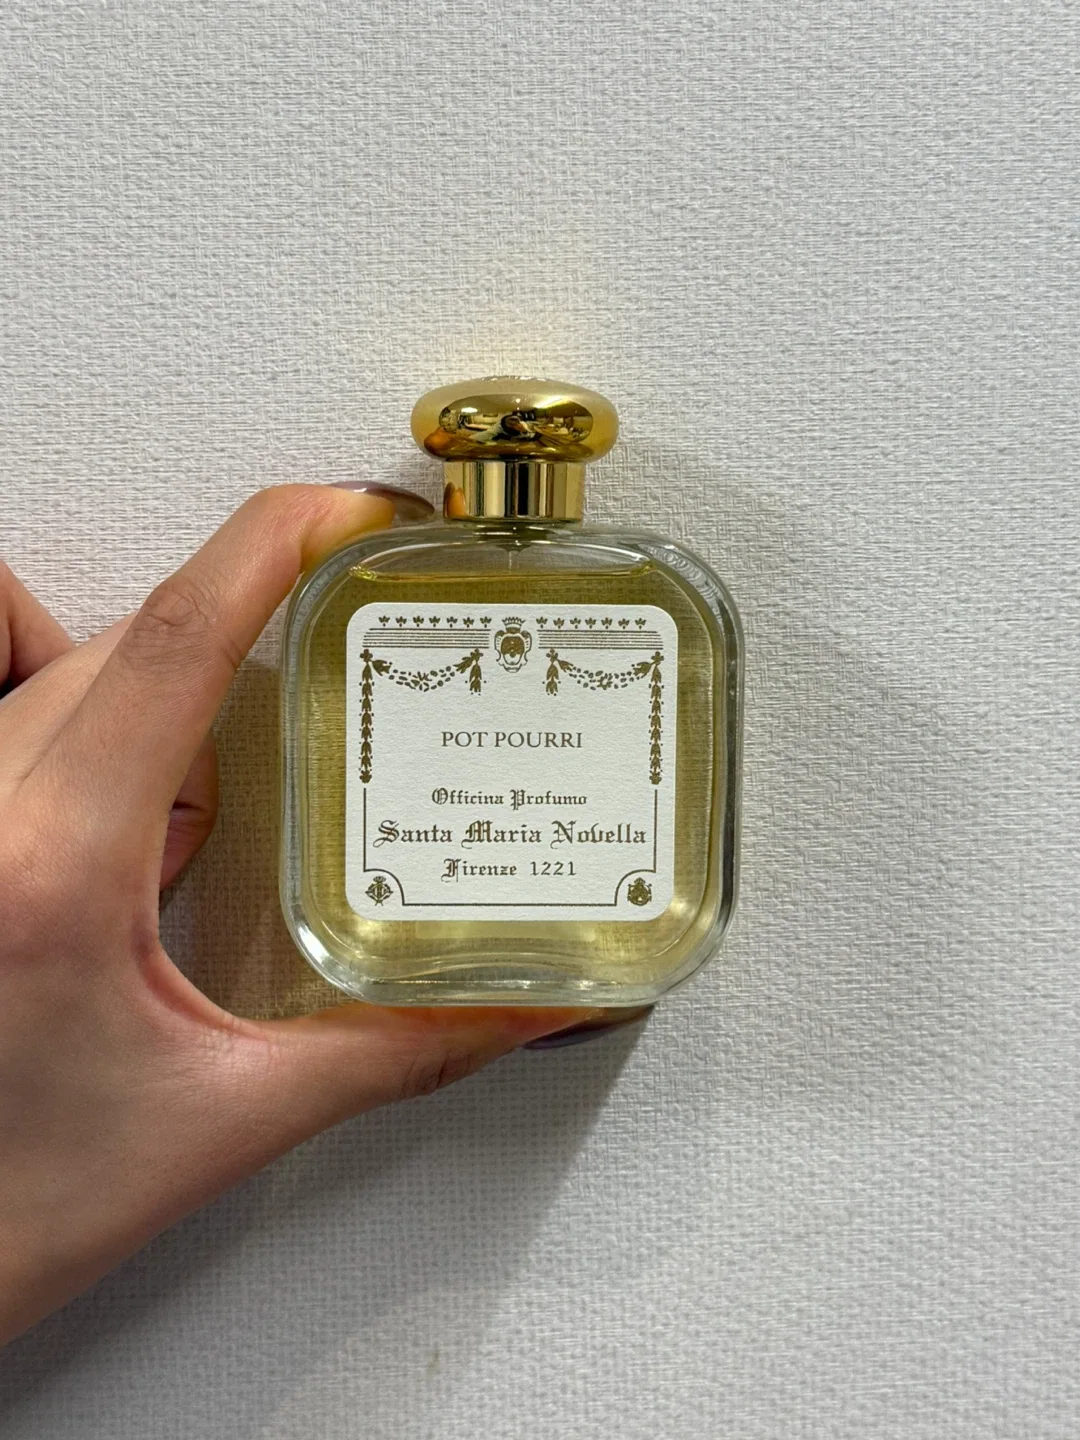 POT POURRI
Officina Profumo
Santa Maria Novella
Firenze 1221